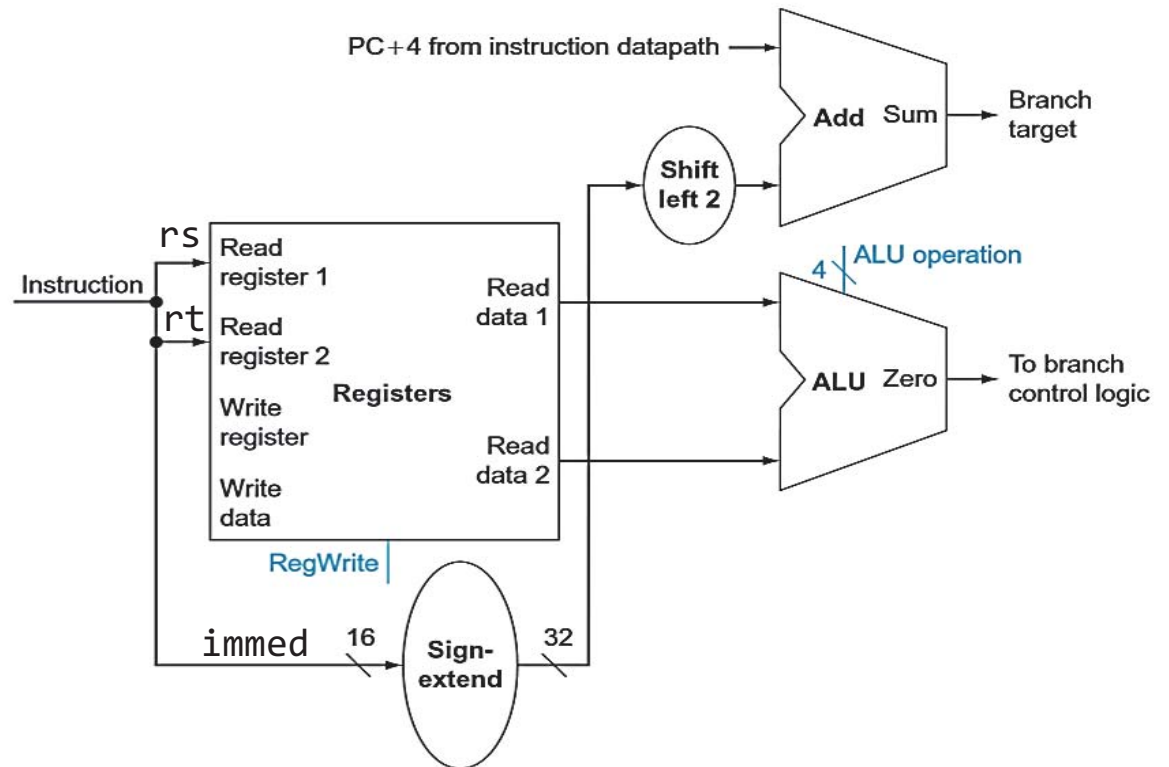 PC+4 from instruction datapath
Add
Sum
Branch
target
Shift
left 2
ALU operation
4
Instruction
rs
Read
register 1
rt
Read
register 2
Read
data 1
Registers
Write
register
Read
data 2
Write
data
ALU
Zero
To branch
control logic
RegWrite
immed
16
Sign-
extend
32